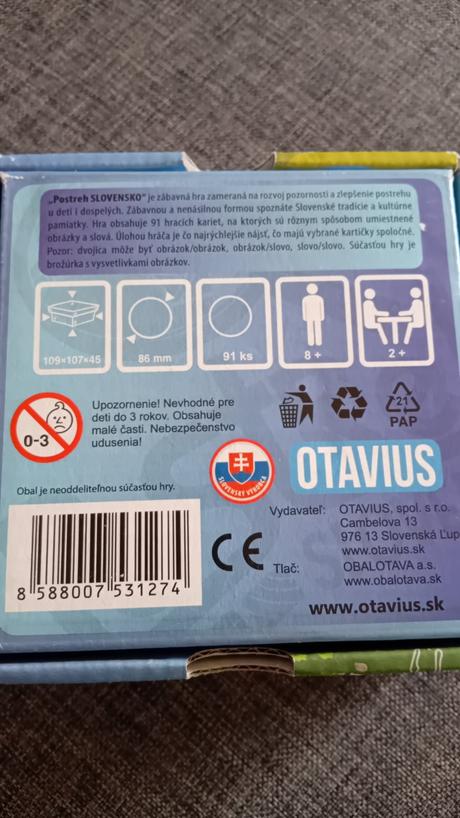 „Postreh SLOVENSKO" je zábavná hra zameraná na rozvoj pozornosti a zlepšenie postrehu
u detí i dospelých. Zábavnou a nenásilnou formou spoznáte Slovenské tradície a kultúrne
pamiatky. Hra obsahuje 91 hracích kariet, na ktorých sú rôznym spôsobom umiestnené
obrázky a slová. Úlohou hráča je čo najrýchlejšie nájsť, čo majú vybrané kartičky spoločné.
Pozor: dvojica môže byť obrázok/obrázok, obrázok/slovo, slovo/slovo. Súčasťou hry je
brožúrka s vysvetlivkami obrázkov.
109×107×45
86 mm
91 ks
8 +
2 +
0-3
Upozornenie! Nevhodné pre
deti do 3 rokov. Obsahuje
malé časti. Nebezpečenstvo
udusenia!
21
PAP
SLOVENSKÝ VÝROBCA
OTAVIUS
Obal je neoddeliteľnou súčasťou hry.
Vydavateľ: OTAVIUS, spol. s r.o.
Cambelova 13
976 13 Slovenská Ľup
www.otavius.sk
CE
Tlač: OBALOTAVA a.s.
www.obalotava.sk
8 588007 531274
www.otavius.sk